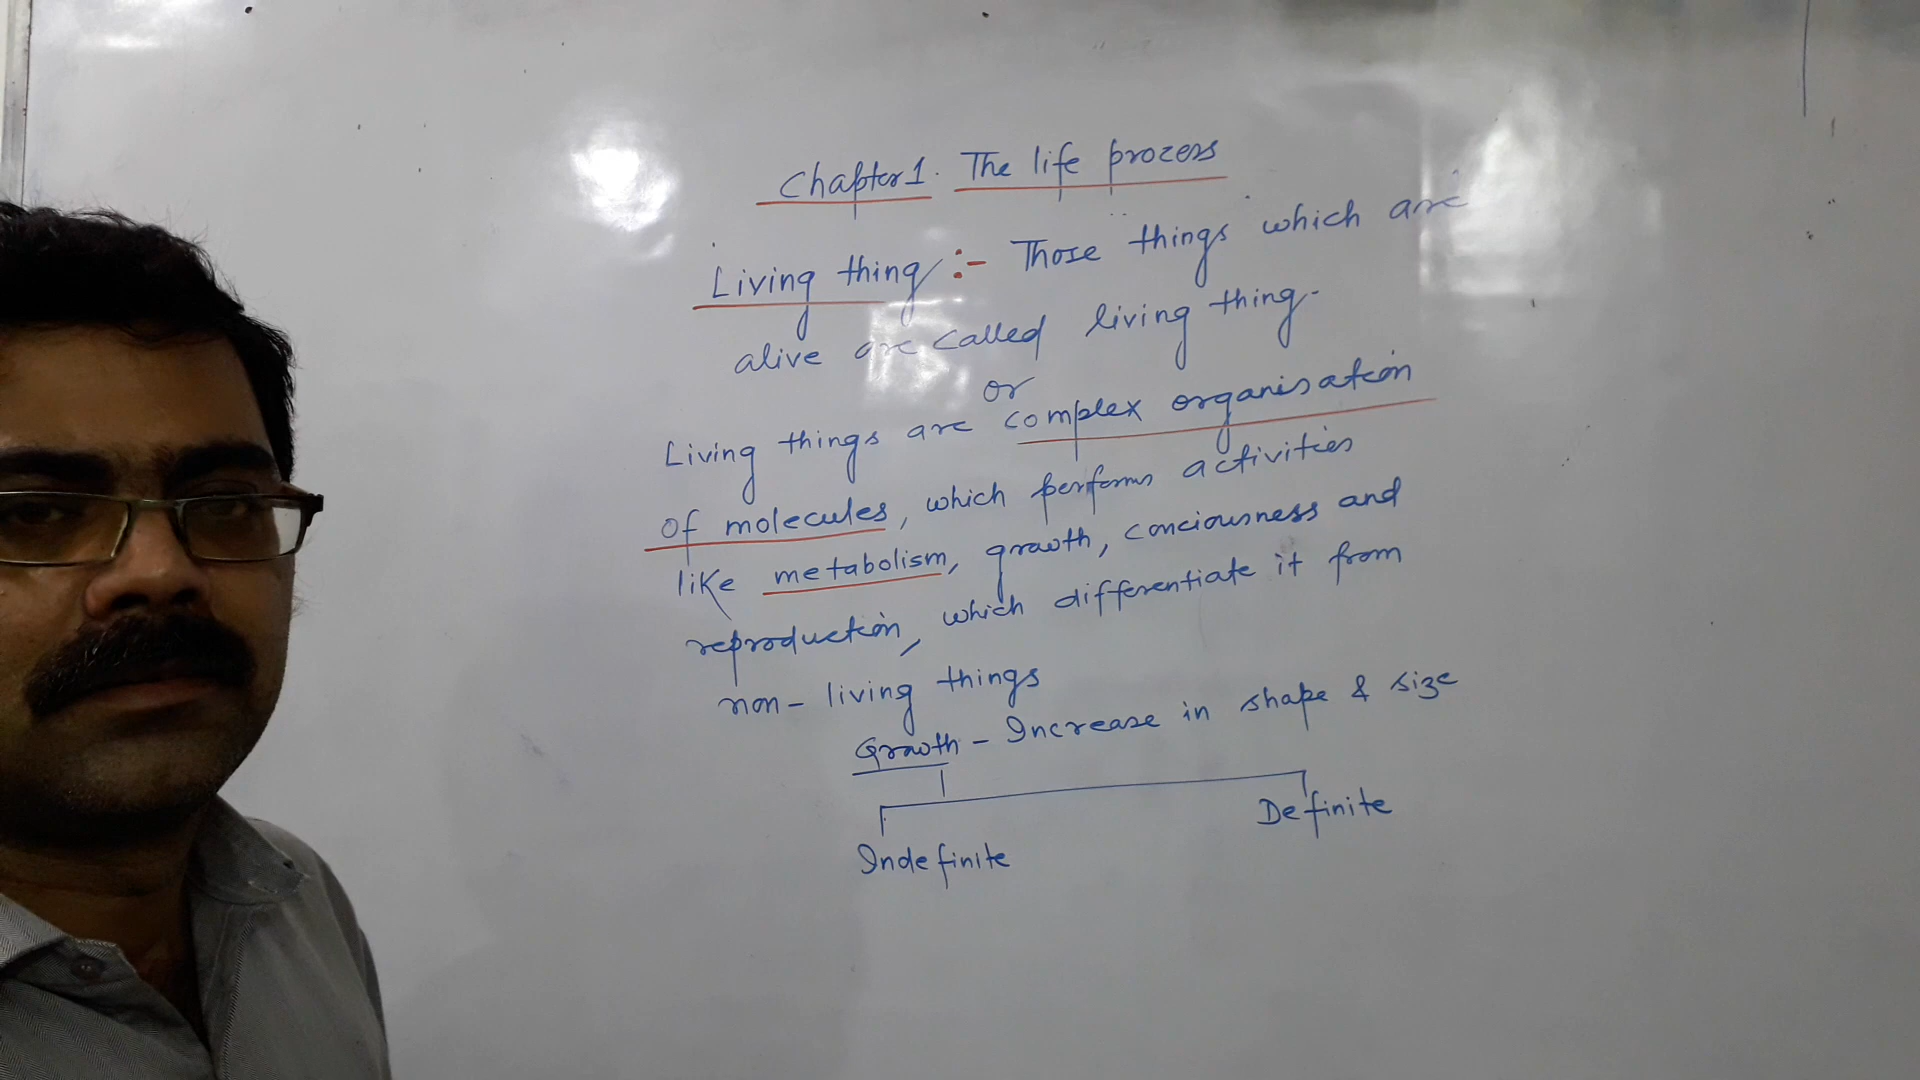 Chapter 1. The life process
Living thing :- Those things which are
alive are called living thing.
or
Living things are complex organisation
of molecules, which performs activities
like metabolism, growth, conciousness and
reproduction, which differentiate it from
non-living things
Growth - Increase in shape & size
Definite
Indefinite